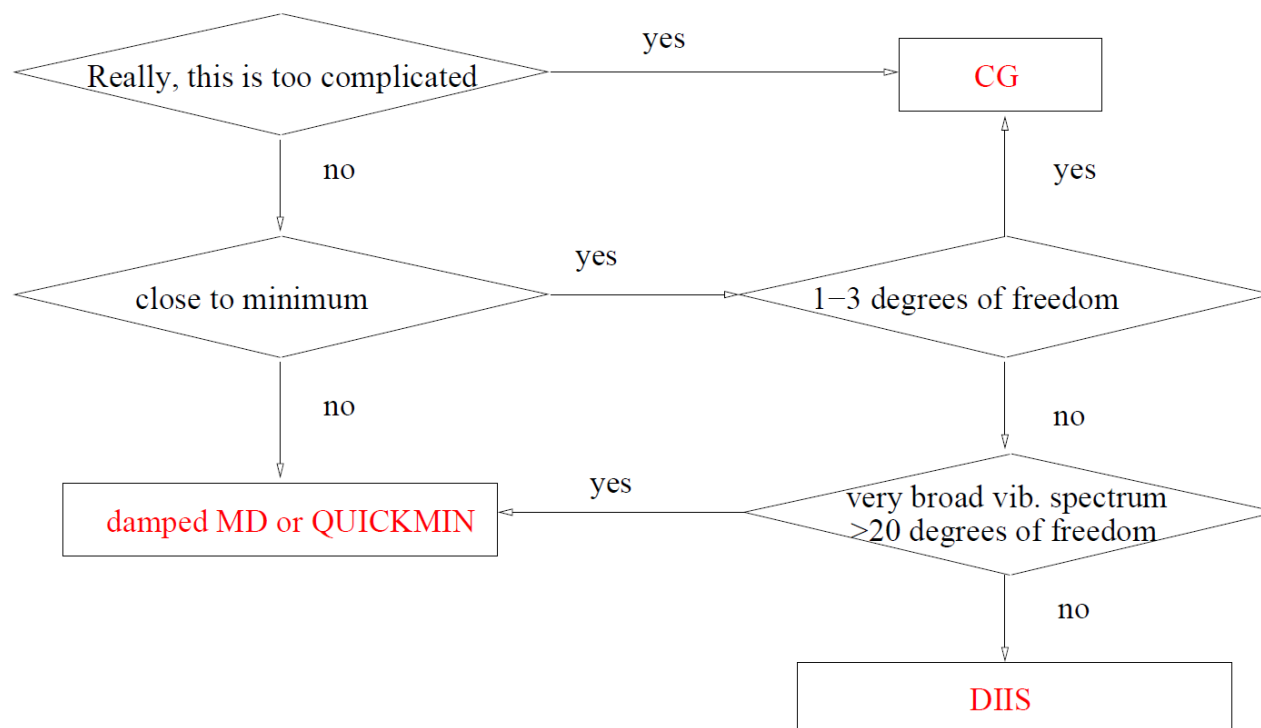 yes
Really, this is too complicated
CG
no
yes
yes
close to minimum
1−3 degrees of freedom
no
no
yes
very broad vib. spectrum
>20 degrees of freedom
damped MD or QUICKMIN
no
DIIS